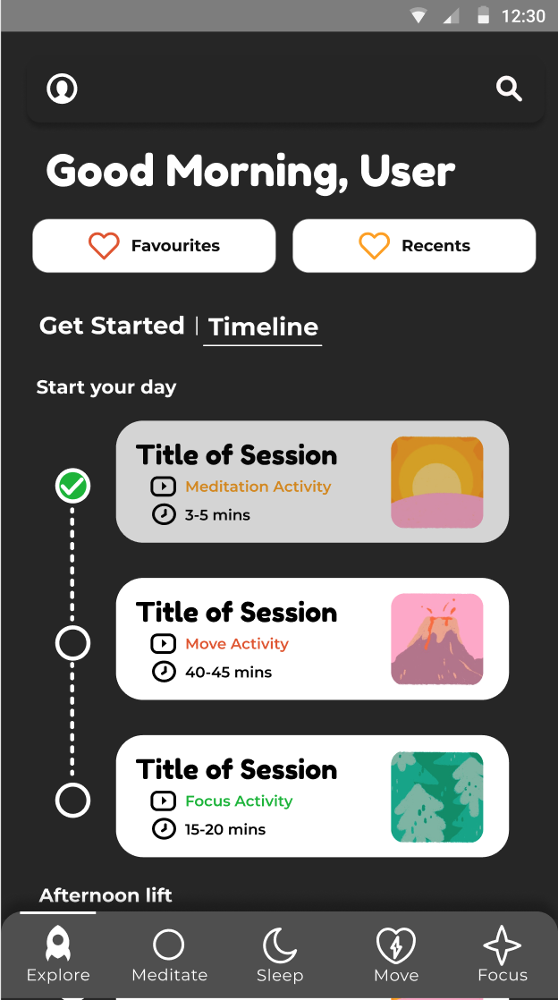 12:30
Good Morning, User
Favourites
Recents
Get Started | Timeline
Start your day
Title of Session
Meditation Activity
3-5 mins
Title of Session
Move Activity
40-45 mins
Title of Session
Focus Activity
15-20 mins
Afternoon lift
Explore
Meditate
Sleep
Move
Focus